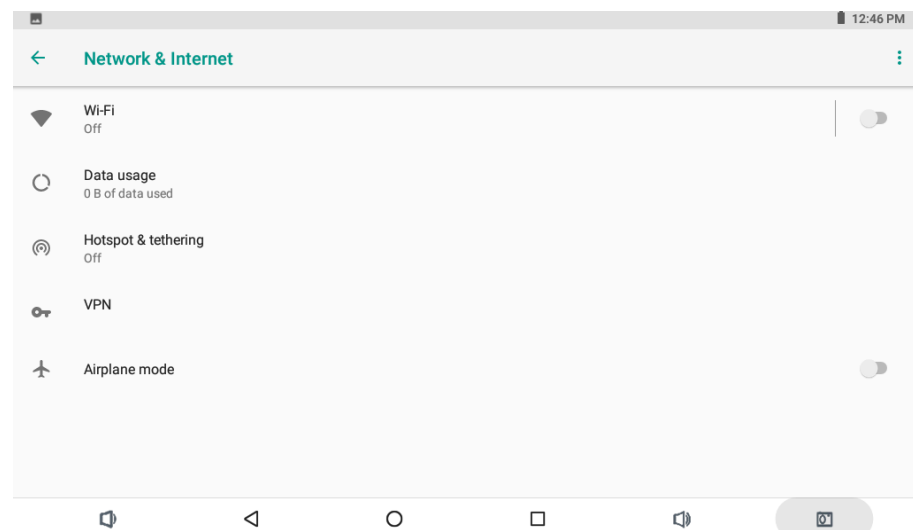 12:46 PM
Network & Internet
Wi-Fi
Off
Data usage
0 B of data used
Hotspot & tethering
Off
VPN
Airplane mode